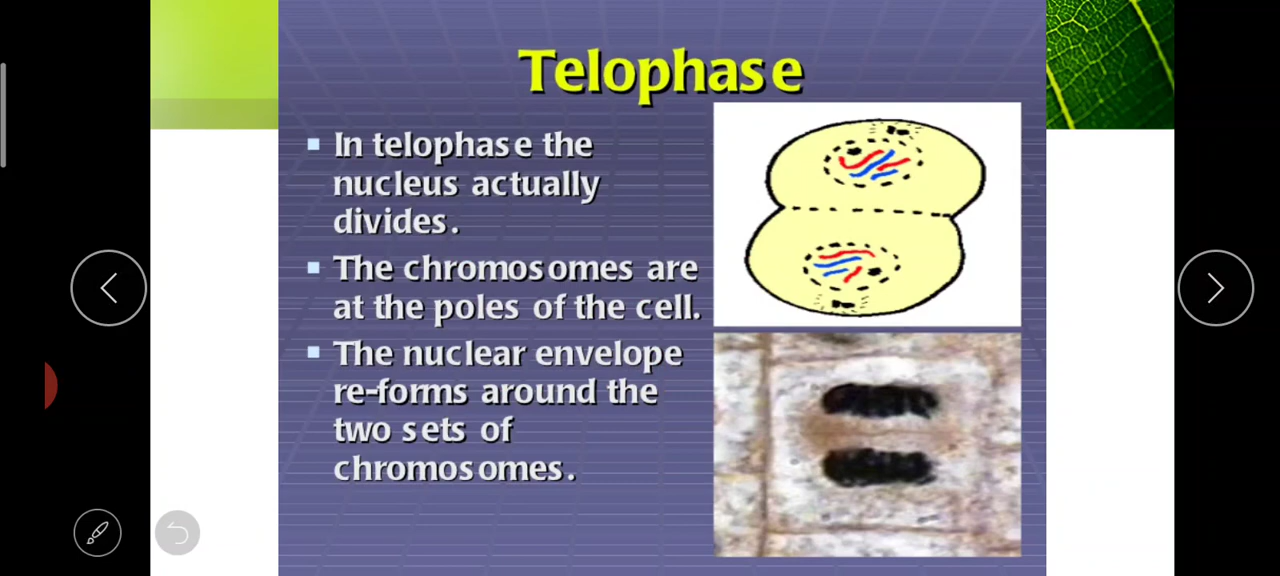 Telophase
In telophase the
nucleus actually
divides.
The chromosomes are
at the poles of the cell.
The nuclear envelope
re-forms around the
two sets of
chromosomes.